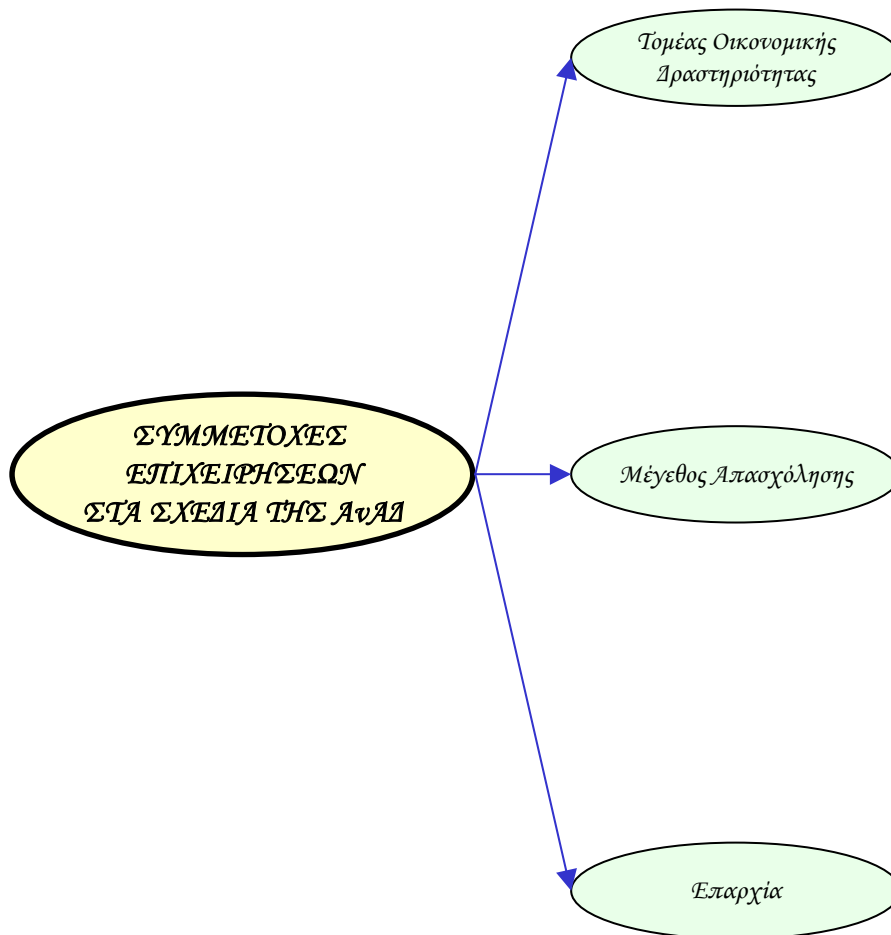 Τομέας Οικονομικής
Δραστηριότητας
ΣΥΜΜΕΤΟΧΕΣ
ΕΠΙΧΕΙΡΗΣΕΩΝ
ΣΤΑ ΣΧΕΔΙΑ ΤΗΣ ΑνΑΔ
Μέγεθος Απασχόλησης
Επαρχία